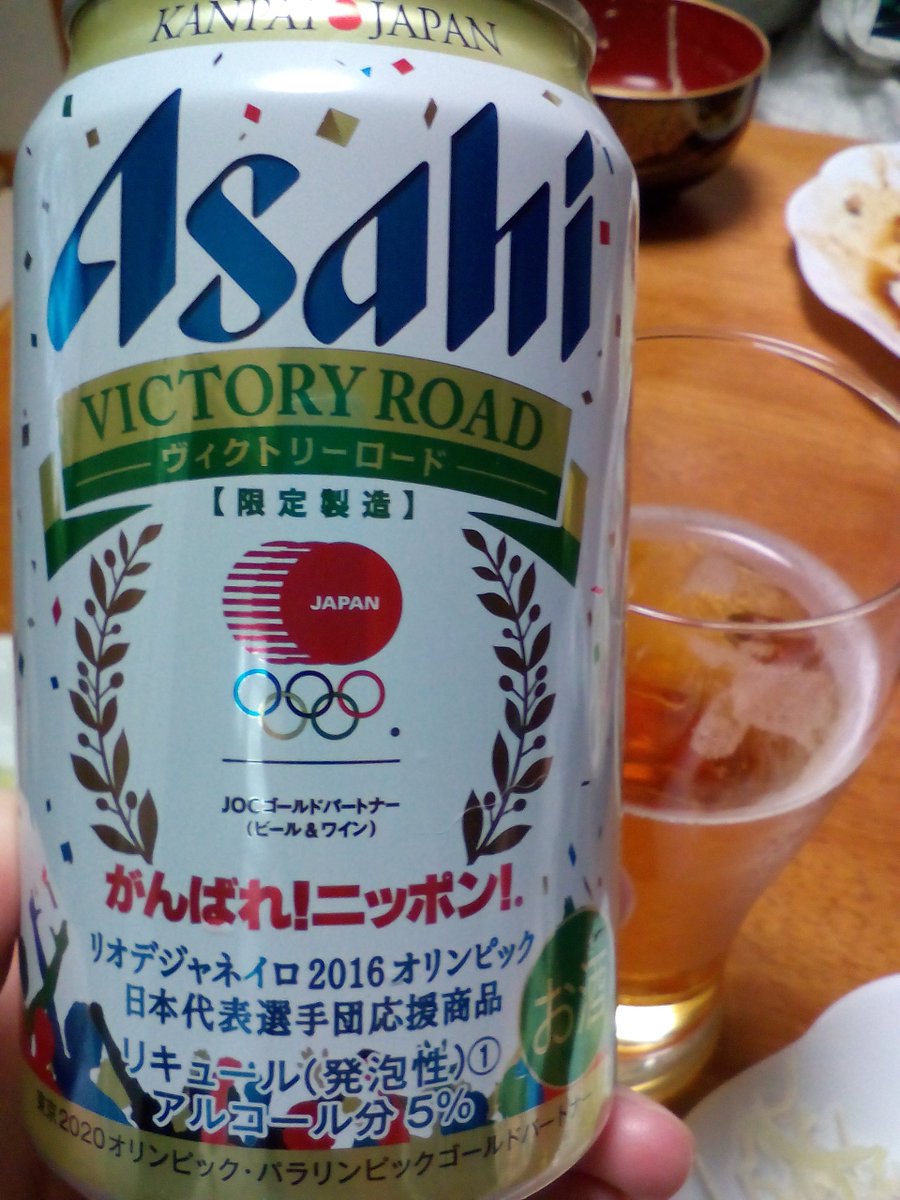 KANPAI JAPAN
Asahi
VICTORY ROAD
ヴィクトリーロード
【限定製造】
JAPAN
JOCゴールドパートナー
(ビール&ワイン)
がんばれ!ニッポン!.
リオデジャネイロ2016オリンピック
日本代表選手団応援商品
お酒
リキュール(発泡性)①
アルコール分5%
東京2020オリンピック・パラリンピックゴールドパートナー